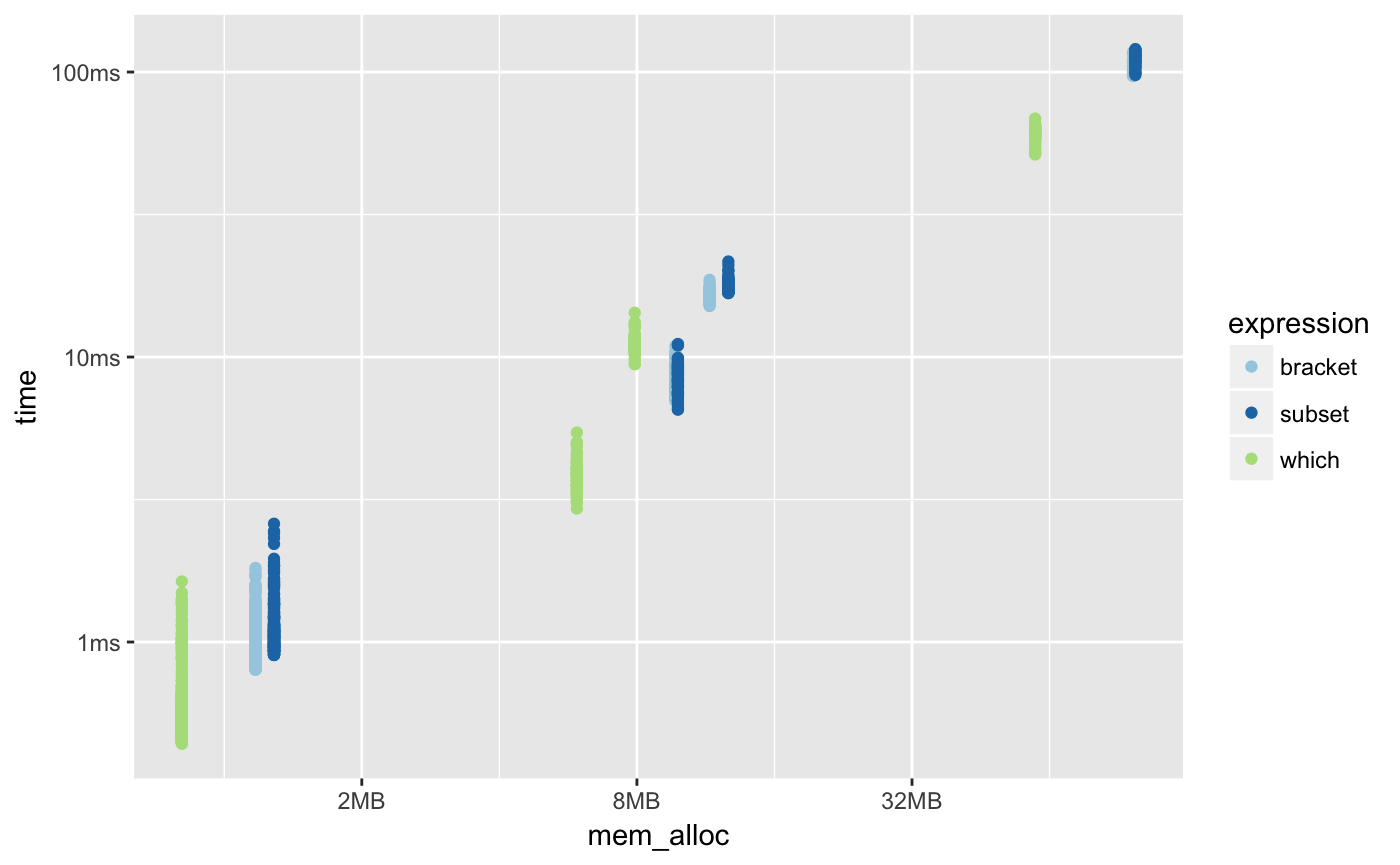 100ms
10ms
1ms
time
2MB
8MB
32MB
mem_alloc
expression
bracket
subset
which